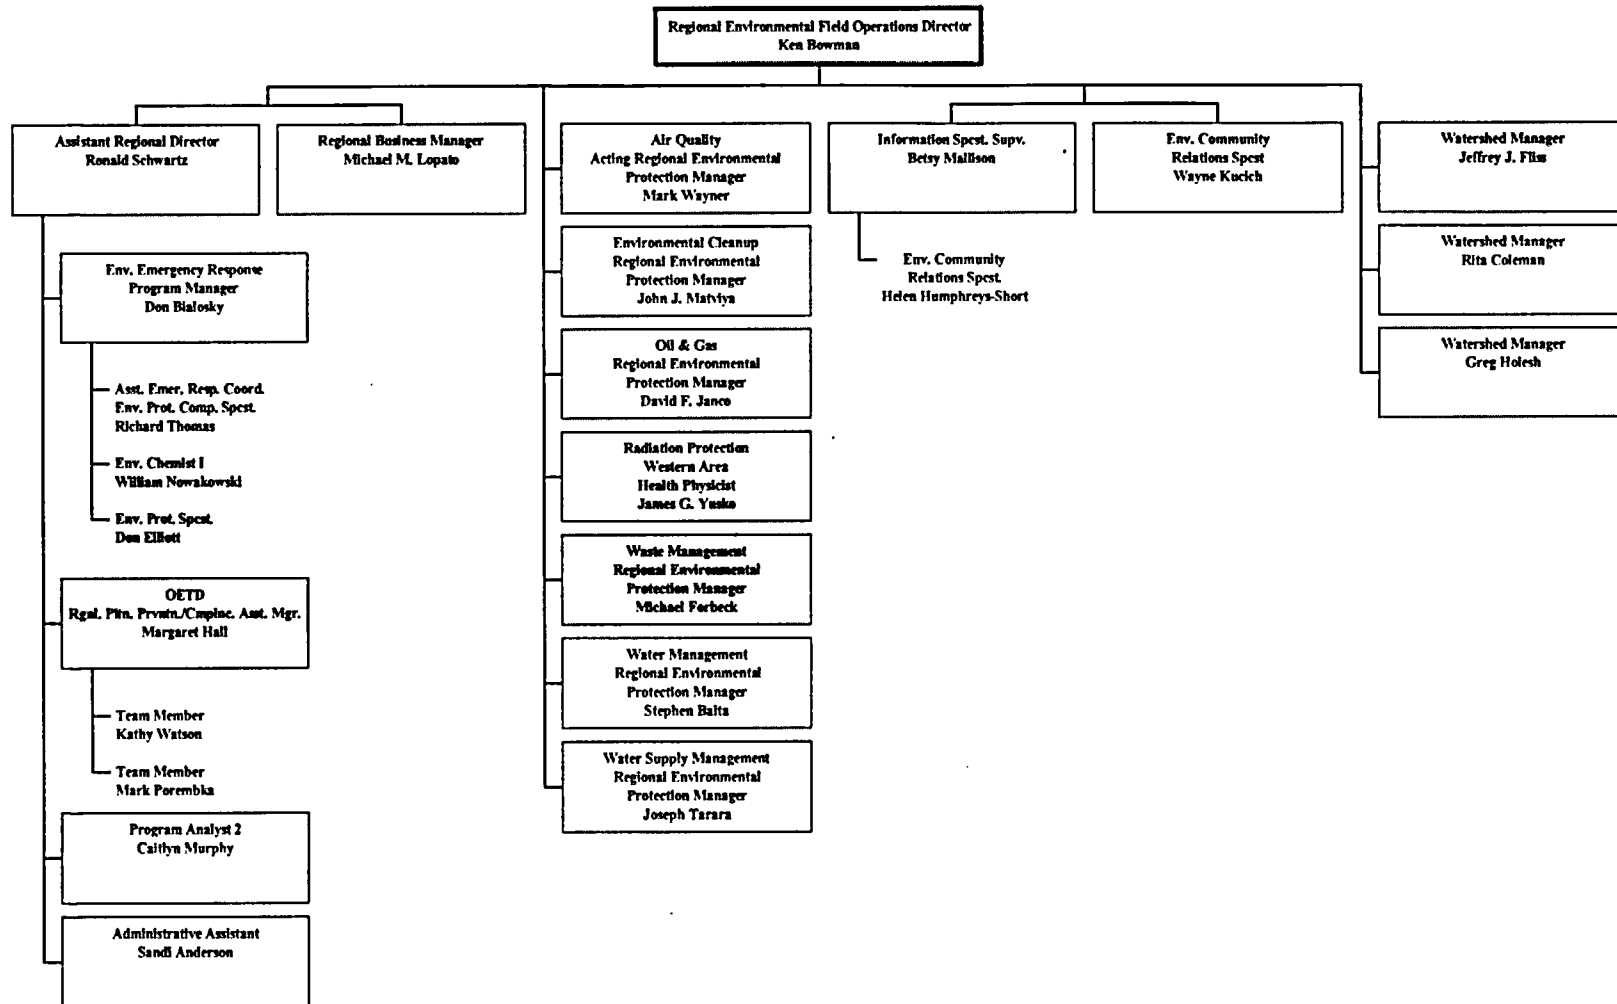 Regional Environmental Field Operations Director
Ken Bowman
Assistant Regional Director
Ronald Schwartz
Regional Business Manager
Michael M. Lopato
Air Quality
Acting Regional Environmental
Protection Manager
Mark Wayner
Information Spcst. Supv.
Betsy Mallison
Env. Community
Relations Spcst
Wayne Kucich
Watershed Manager
Jeffrey J. Fliss
Env. Emergency Response
Program Manager
Don Bialosky
Asst. Emer. Resp. Coord.
Env. Prot. Comp. Spcst.
Richard Thomas
Env. Chemist I
William Nowakowski
Env. Prot. Spcst.
Don Elliott
OETD
Rgnl. Pltn. Prvntn./Cmplnc. Asst. Mgr.
Margaret Hall
Team Member
Kathy Watson
Team Member
Mark Porembka
Program Analyst 2
Caitlyn Murphy
Administrative Assistant
Sandi Anderson
Environmental Cleanup
Regional Environmental
Protection Manager
John J. Matviya
Oil & Gas
Regional Environmental
Protection Manager
David F. Janco
Radiation Protection
Western Area
Health Physicist
James G. Yusko
Waste Management
Regional Environmental
Protection Manager
Michael Forbeck
Water Management
Regional Environmental
Protection Manager
Stephen Balta
Water Supply Management
Regional Environmental
Protection Manager
Joseph Tarara
Env. Community
Relations Spcst.
Helen Humphreys-Short
Watershed Manager
Rita Coleman
Watershed Manager
Greg Holesh